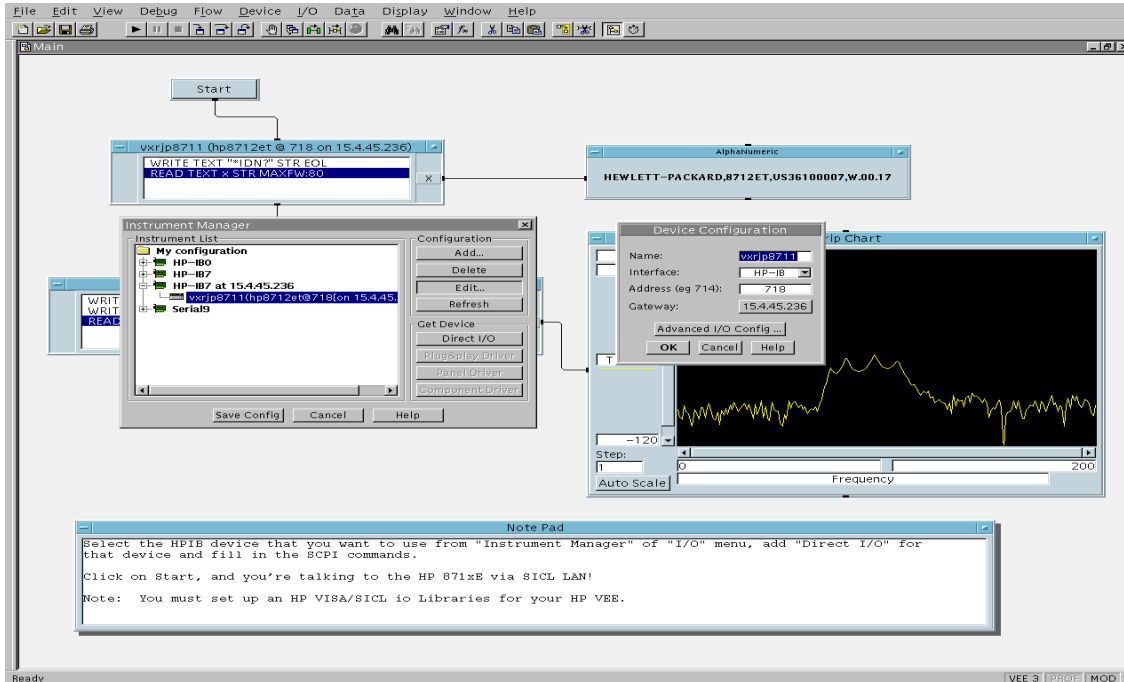 File Edit View Debug Flow Device I/O Data Display Window Help
Main
Start
vxrjp8711 (hp8712et @ 718 on 15.4.45.236)
WRITE TEXT "*IDN?" STR EOL
READ TEXT x STR MAXFW:80
X
AlphaNumeric
HEWLETT-PACKARD,8712ET,US36100007,W.00.17
Instrument Manager
Instrument List
My configuration
HP-IB0
HP-IB7
HP-IB7 at 15.4.45.236
vxrjp8711(hp8712et@718[on 15.4.45.
Serial9
Configuration
Add...
Delete
Edit...
Refresh
Get Device
Direct I/O
Plug&play Driver
Panel Driver
Component Driver
Save Config
Cancel
Help
WRIT
WRIT
READ
Device Configuration
Name: vxrjp8711
Interface: HP-IB
Address (eg 714): 718
Gateway: 15.4.45.236
Advanced I/O Config ...
OK Cancel Help
rip Chart
T
-120
Step:
1
Auto Scale
0 200
Frequency
Note Pad
Select the HPIB device that you want to use from "Instrument Manager" of "I/O" menu, add "Direct I/O" for
that device and fill in the SCPI commands.
Click on Start, and you're talking to the HP 871xE via SICL LAN!
Note: You must set up an HP VISA/SICL io Libraries for your HP VEE.
Ready
VEE 3 PROF MOD